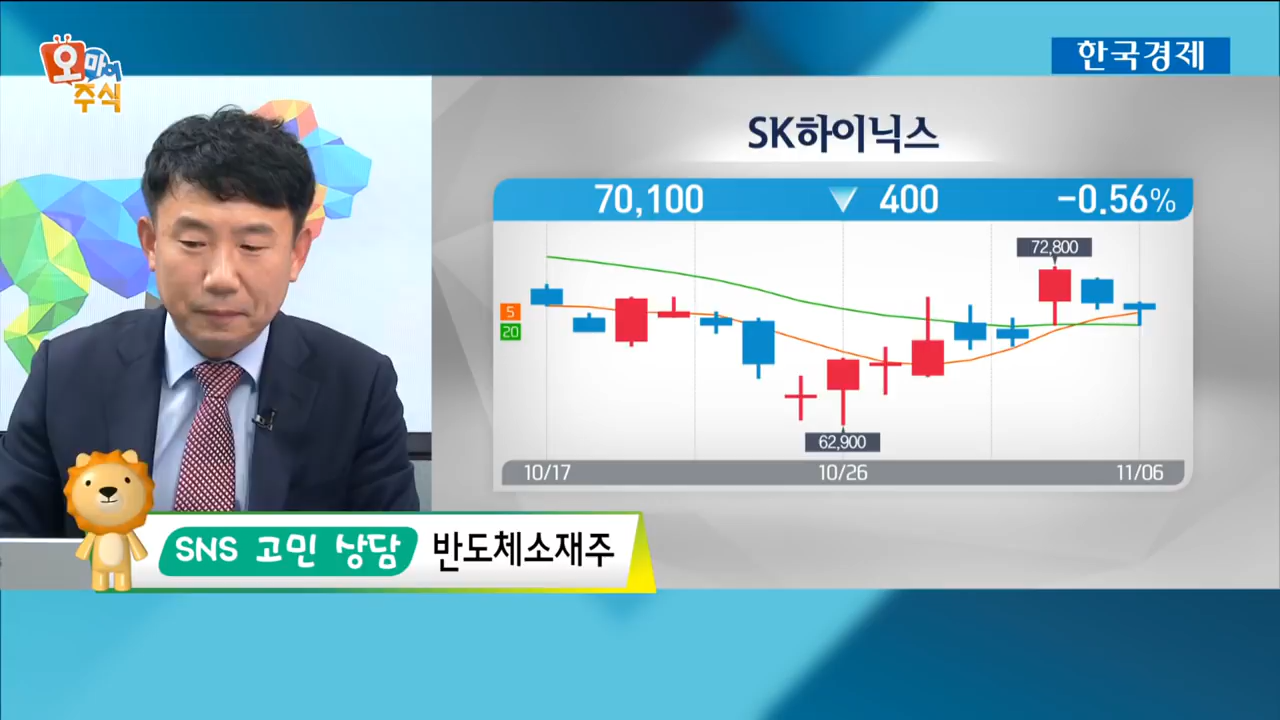 오마이
주식
한국경제
SK하이닉스
70,100 ▼ 400 -0.56%
72,800
5
20
62,900
10/17 10/26 11/06
SNS 고민 상담 반도체소재주